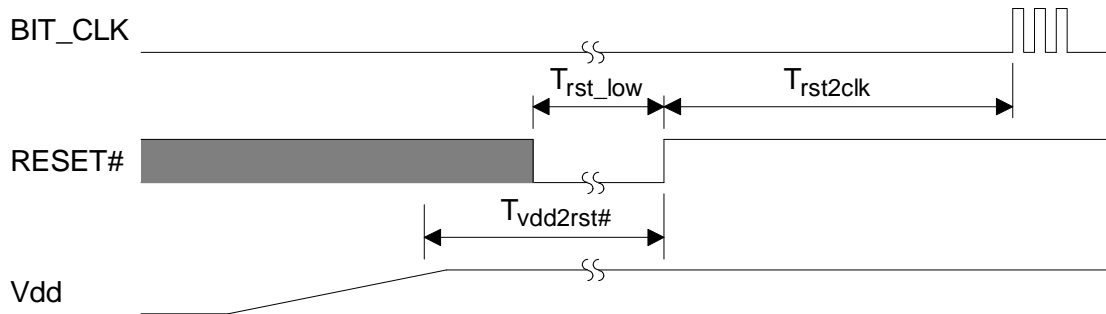 BIT_CLK
Trst_low
Trst2clk
RESET#
Tvdd2rst#
Vdd